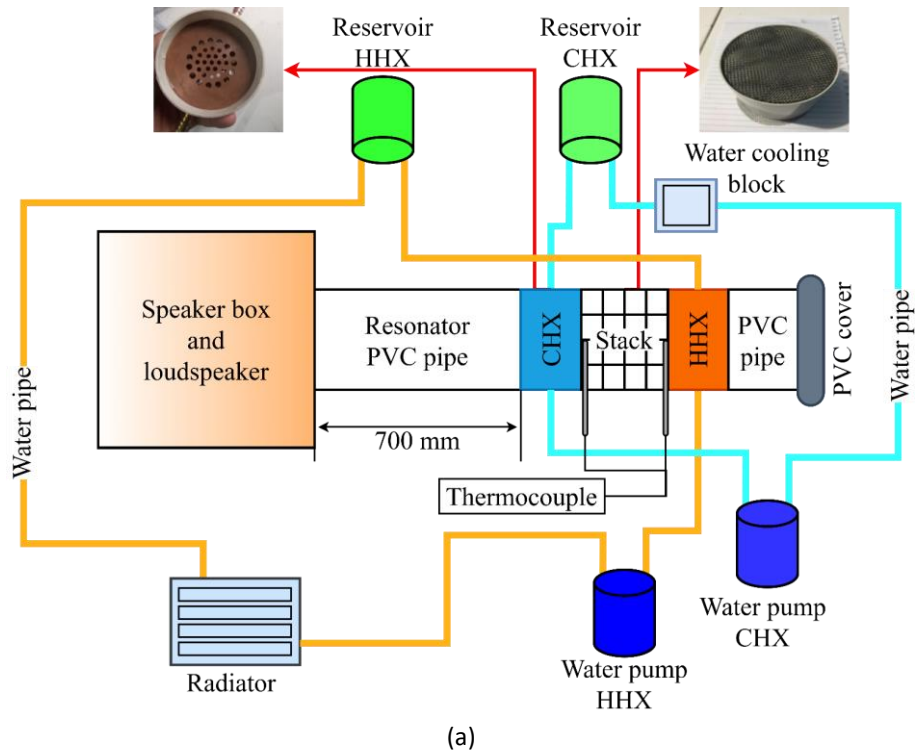 Reservoir
HHX
Reservoir
CHX
Water cooling
block
Speaker box
and
loudspeaker
Resonator
PVC pipe
CHX
Stack
HHX
PVC
pipe
PVC cover
Water pipe
Water pipe
700 mm
Thermocouple
Radiator
Water pump
HHX
Water pump
CHX
(a)